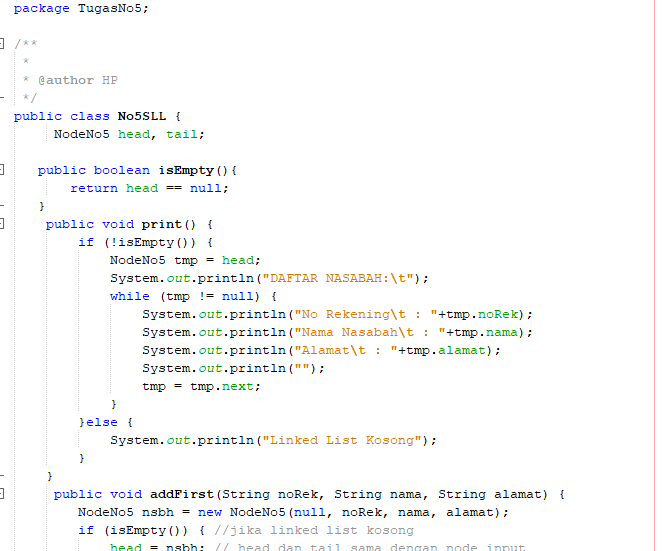 package TugasNo5;
/**
 *
 * @author HP
 */
public class No5SLL {
     NodeNo5 head, tail;
   public boolean isEmpty(){
       return head == null;
   }
    public void print() {
        if (!isEmpty()) {
            NodeNo5 tmp = head;
            System.out.println("DAFTAR NASABAH:\t");
            while (tmp != null) {
                System.out.println("No Rekening\t : "+tmp.noRek);
                System.out.println("Nama Nasabah\t : "+tmp.nama);
                System.out.println("Alamat\t : "+tmp.alamat);
                System.out.println("");
                tmp = tmp.next;
            }
        }else {
            System.out.println("Linked List Kosong");
        }
    }
     public void addFirst(String noRek, String nama, String alamat) {
        NodeNo5 nsbh = new NodeNo5(null, noRek, nama, alamat);
        if (isEmpty()) { //jika linked list kosong
            head = nsbh; // head dan tail sama dengan node input